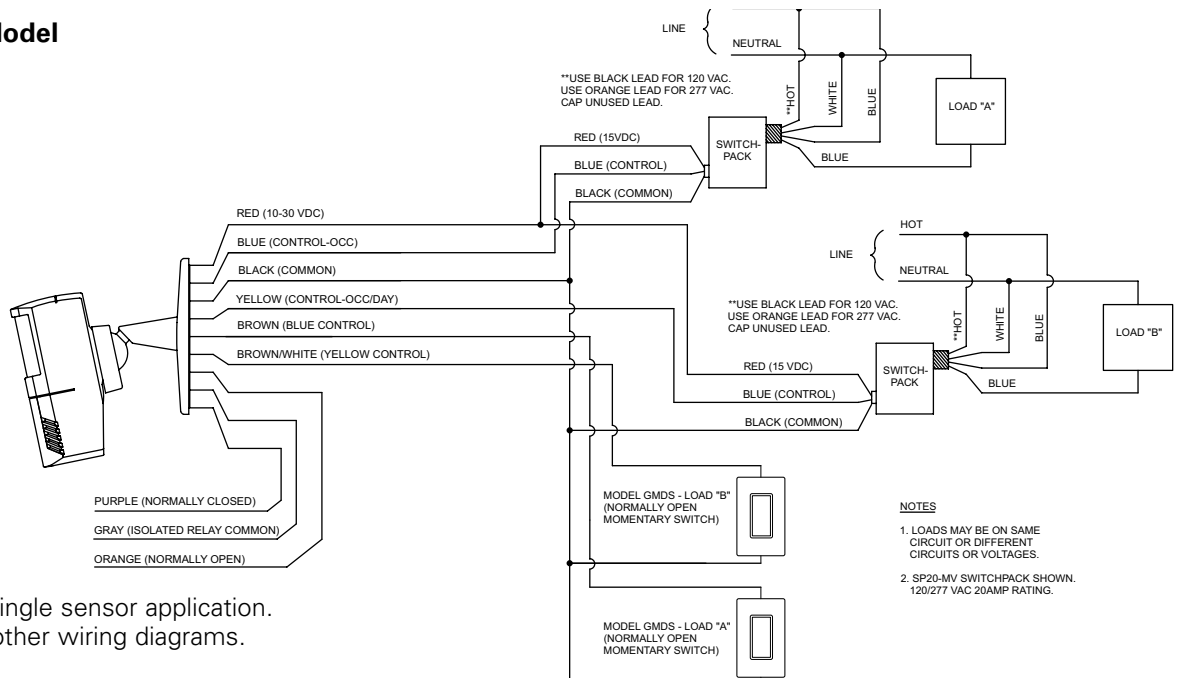 lodel
LINE
NEUTRAL
**USE BLACK LEAD FOR 120 VAC.
USE ORANGE LEAD FOR 277 VAC.
CAP UNUSED LEAD.
**HOT
WHITE
BLUE
LOAD "A"
RED (15VDC)
SWITCH-
PACK
BLUE (CONTROL)
BLUE
BLACK (COMMON)
RED (10-30 VDC)
BLUE (CONTROL-OCC)
BLACK (COMMON)
YELLOW (CONTROL-OCC/DAY)
BROWN (BLUE CONTROL)
BROWN/WHITE (YELLOW CONTROL)
HOT
LINE
NEUTRAL
**USE BLACK LEAD FOR 120 VAC.
USE ORANGE LEAD FOR 277 VAC.
CAP UNUSED LEAD.
**HOT
WHITE
BLUE
LOAD "B"
RED (15 VDC)
SWITCH-
PACK
BLUE (CONTROL)
BLUE
BLACK (COMMON)
PURPLE (NORMALLY CLOSED)
GRAY (ISOLATED RELAY COMMON)
ORANGE (NORMALLY OPEN)
MODEL GMDS - LOAD "B"
(NORMALLY OPEN
MOMENTARY SWITCH)
NOTES
1. LOADS MAY BE ON SAME
CIRCUIT OR DIFFERENT
CIRCUITS OR VOLTAGES.
2. SP20-MV SWITCHPACK SHOWN.
120/277 VAC 20AMP RATING.
ingle sensor application.
other wiring diagrams.
MODEL GMDS - LOAD "A"
(NORMALLY OPEN
MOMENTARY SWITCH)